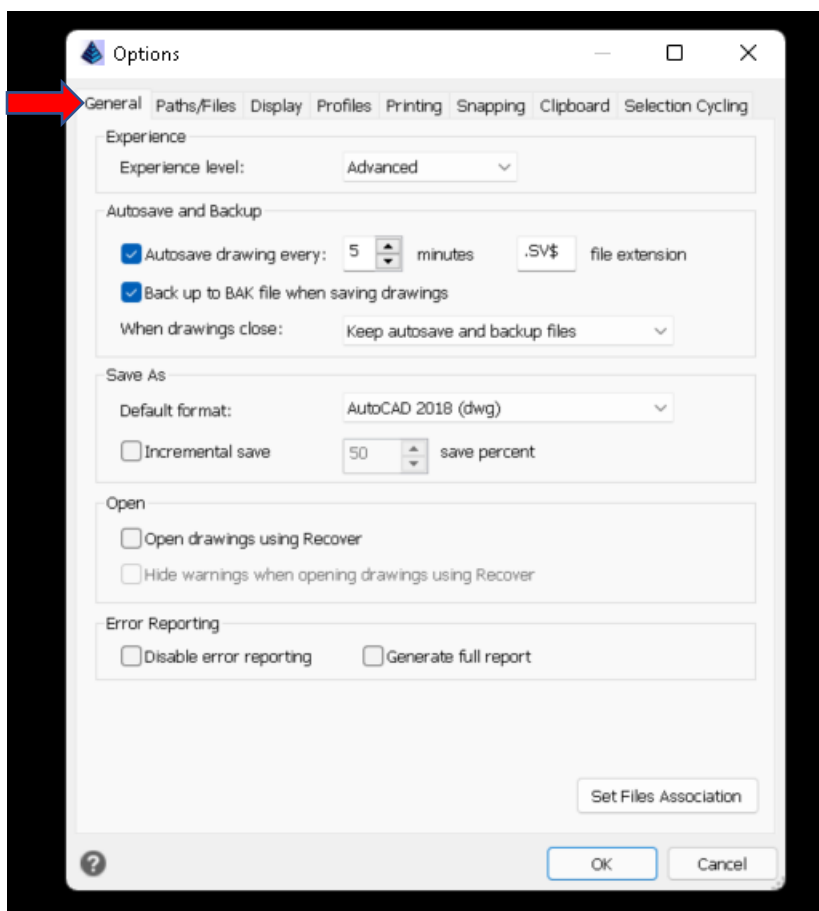 Options
General Paths/Files Display Profiles Printing Snapping Clipboard Selection Cycling
Experience
Experience level: Advanced
Autosave and Backup
Autosave drawing every: 5 minutes .SV$ file extension
Back up to BAK file when saving drawings
When drawings close: Keep autosave and backup files
Save As
Default format: AutoCAD 2018 (dwg)
Incremental save 50 save percent
Open
Open drawings using Recover
Hide warnings when opening drawings using Recover
Error Reporting
Disable error reporting Generate full report
Set Files Association
? OK Cancel